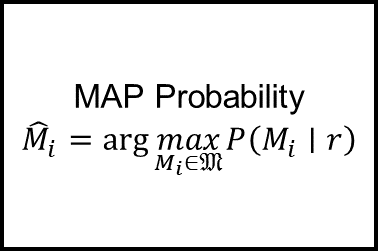 MAP Probability
M̂ᵢ = arg max P(Mᵢ | r)
Mᵢ∈𝔐